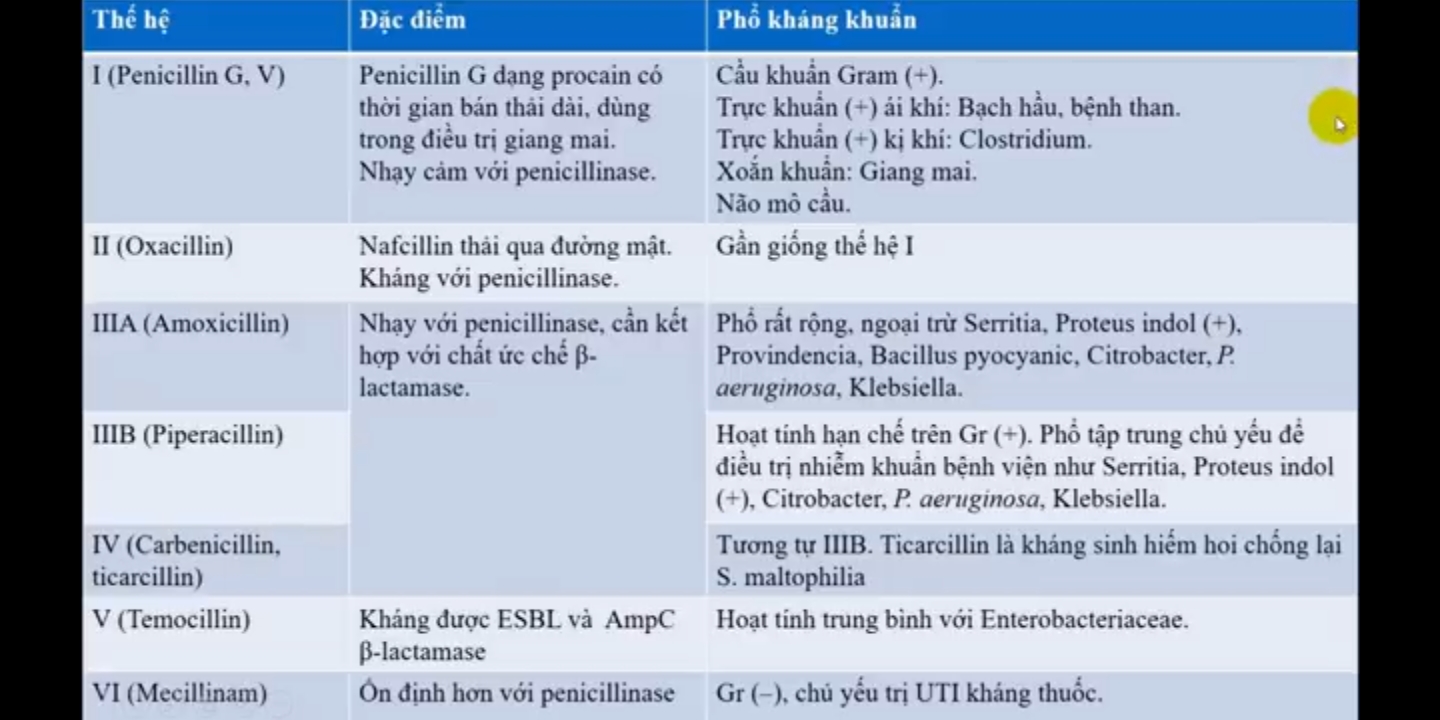 Thế hệ
Đặc điểm
Phổ kháng khuẩn
I (Penicillin G, V)
Penicillin G dạng procain có
thời gian bán thải dài, dùng
trong điều trị giang mai.
Nhạy cảm với penicillinase.
Cầu khuẩn Gram (+).
Trực khuẩn (+) ái khí: Bạch hầu, bệnh than.
Trực khuẩn (+) kị khí: Clostridium.
Xoắn khuẩn: Giang mai.
Não mô cầu.
II (Oxacillin)
Nafcillin thải qua đường mật.
Kháng với penicillinase.
Gần giống thế hệ I
IIIA (Amoxicillin)
Nhạy với penicillinase, cần kết
hợp với chất ức chế β-
lactamase.
Phổ rất rộng, ngoại trừ Serritia, Proteus indol (+),
Provindencia, Bacillus pyocyanic, Citrobacter, P.
aeruginosa, Klebsiella.
IIIB (Piperacillin)
Hoạt tính hạn chế trên Gr (+). Phổ tập trung chủ yếu để
điều trị nhiễm khuẩn bệnh viện như Serritia, Proteus indol
(+), Citrobacter, P. aeruginosa, Klebsiella.
IV (Carbenicillin,
ticarcillin)
Tương tự IIIB. Ticarcillin là kháng sinh hiếm hoi chống lại
S. maltophilia
V (Temocillin)
Kháng được ESBL và AmpC
β-lactamase
Hoạt tính trung bình với Enterobacteriaceae.
VI (Mecillinam)
Ổn định hơn với penicillinase
Gr (–), chủ yếu trị UTI kháng thuốc.